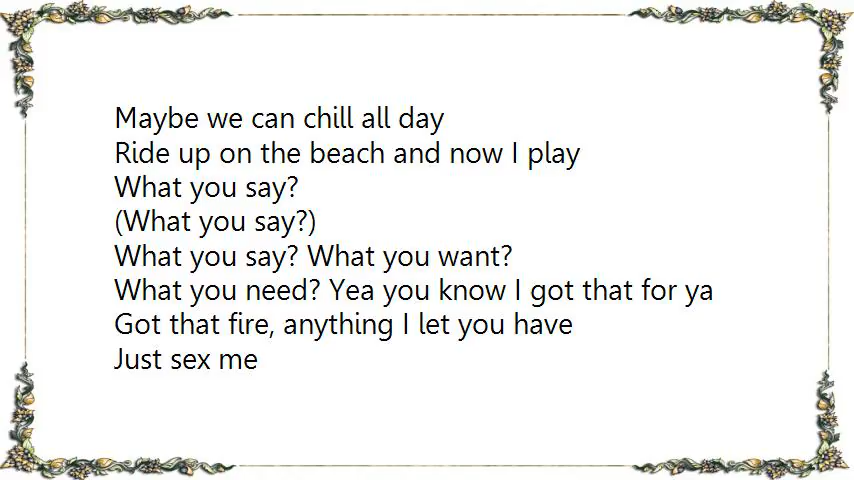 Maybe we can chill all day
Ride up on the beach and now I play
What you say?
(What you say?)
What you say? What you want?
What you need? Yea you know I got that for ya
Got that fire, anything I let you have
Just sex me